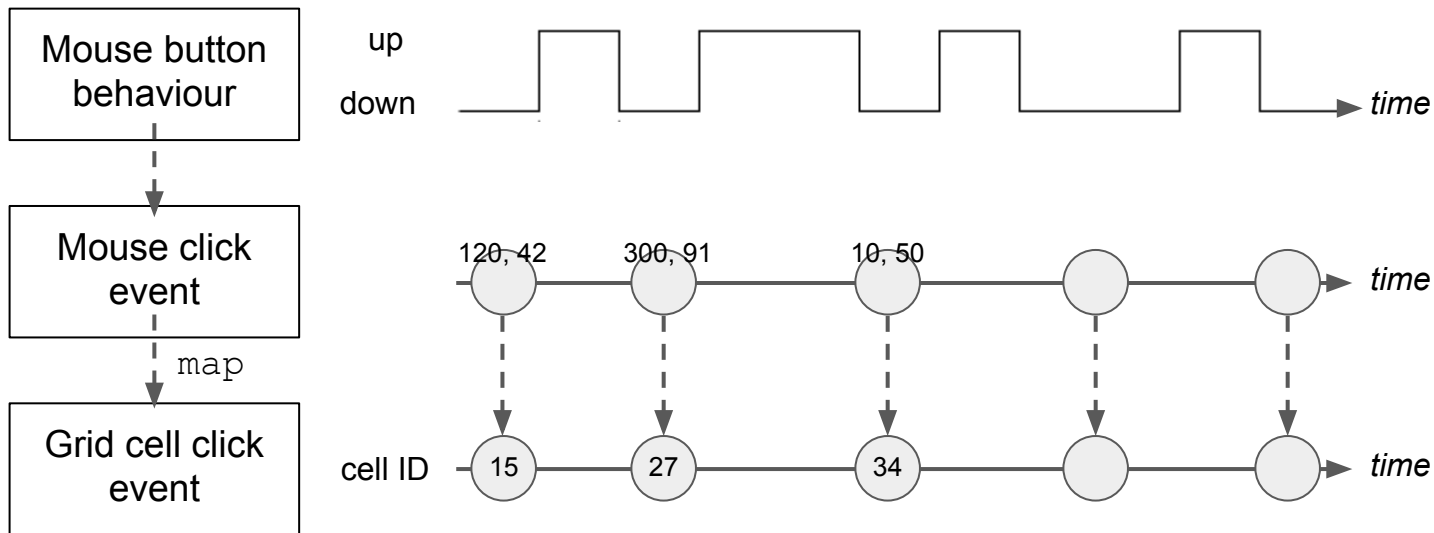 Mouse button
behaviour
up
down
time
Mouse click
event
120, 42
300, 91
10, 50
time
map
Grid cell click
event
cell ID
15
27
34
time